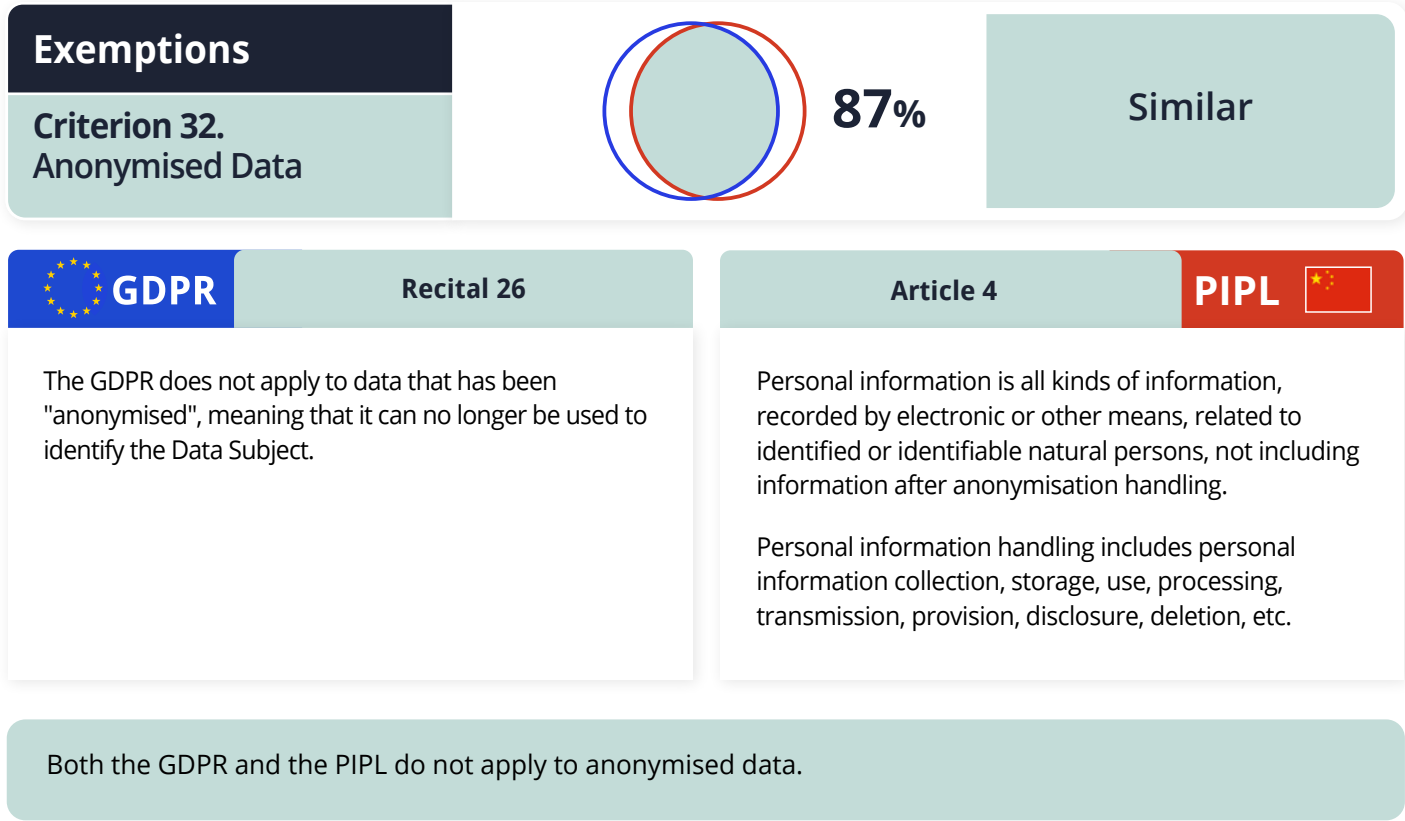 Exemptions
Criterion 32.
Anonymised Data
87%
Similar
GDPR
Recital 26
The GDPR does not apply to data that has been
"anonymised", meaning that it can no longer be used to
identify the Data Subject.
Article 4
PIPL
Personal information is all kinds of information,
recorded by electronic or other means, related to
identified or identifiable natural persons, not including
information after anonymisation handling.
Personal information handling includes personal
information collection, storage, use, processing,
transmission, provision, disclosure, deletion, etc.
Both the GDPR and the PIPL do not apply to anonymised data.